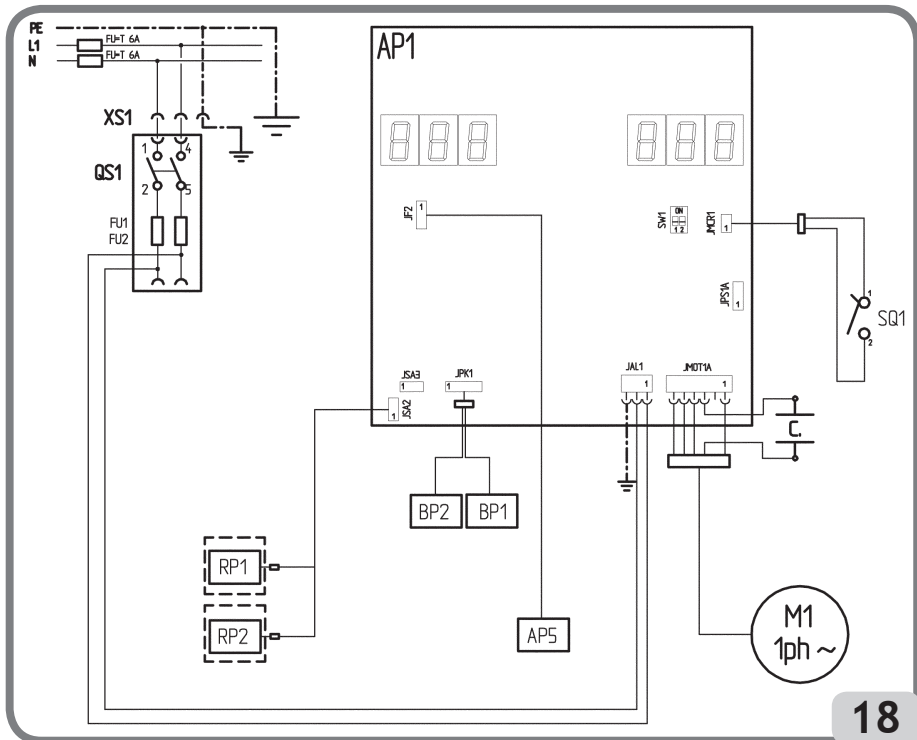 PE
L1 FU=T 6A
N FU=T 6A
AP1
XS1
1 4
QS1
2 5
FU1
FU2
JF2
1
SW1
ON
1 2
JMCR1
1
JPS1A
1
1
SQ1
2
JSA3
1
JPK1
1
JSA2
1
JAL1
1
JMOT1A
1
C.
BP2
BP1
RP1
RP2
AP5
M1
1ph ~
18